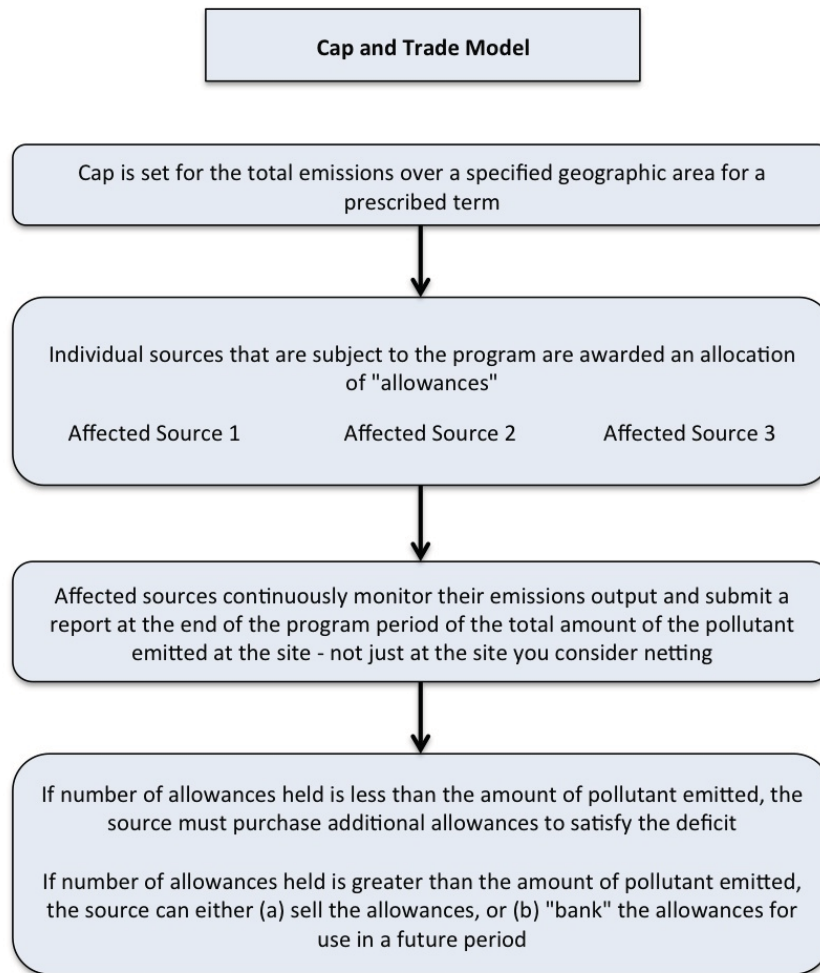 Cap and Trade Model
Cap is set for the total emissions over a specified geographic area for a
prescribed term
Individual sources that are subject to the program are awarded an allocation
of "allowances"
Affected Source 1 Affected Source 2 Affected Source 3
Affected sources continuously monitor their emissions output and submit a
report at the end of the program period of the total amount of the pollutant
emitted at the site - not just at the site you consider netting
If number of allowances held is less than the amount of pollutant emitted, the
source must purchase additional allowances to satisfy the deficit
If number of allowances held is greater than the amount of pollutant emitted,
the source can either (a) sell the allowances, or (b) "bank" the allowances for
use in a future period